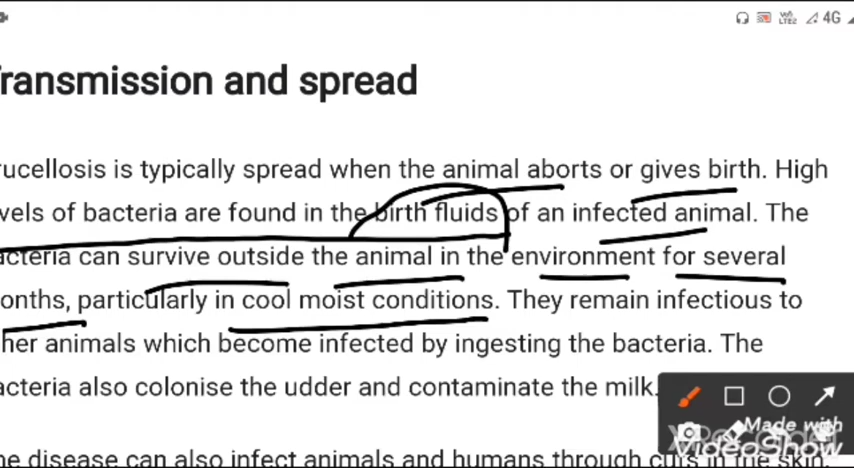 4G
VoD LTE2
ransmission and spread
rucellosis is typically spread when the animal aborts or gives birth. High
vels of bacteria are found in the birth fluids of an infected animal. The
acteria can survive outside the animal in the environment for several
onths, particularly in cool moist conditions. They remain infectious to
her animals which become infected by ingesting the bacteria. The
acteria also colonise the udder and contaminate the milk.
Made with
VideoShow
he disease can also infect animals and humans through cuts in the skin.